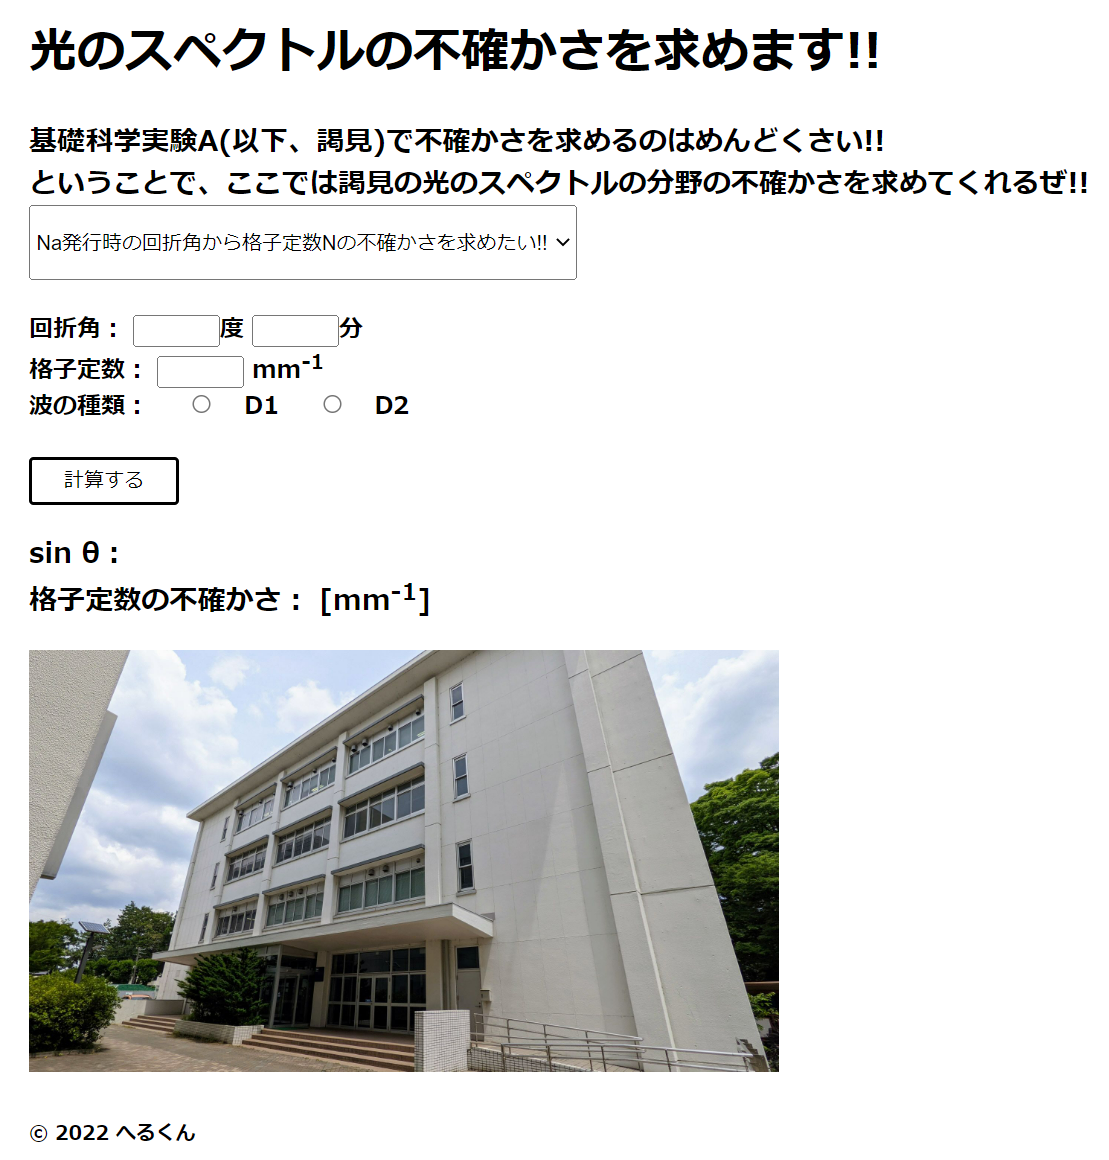 光のスペクトルの不確かさを求めます!!
基礎科学実験A(以下、謁見)で不確かさを求めるのはめんどくさい!!
ということで、ここでは謁見の光のスペクトルの分野の不確かさを求めてくれるぜ!!
Na発行時の回折角から格子定数Nの不確かさを求めたい!!
回折角： 度 分
格子定数： mm-1
波の種類： D1 D2
計算する
sin θ :
格子定数の不確かさ： [mm-1]
© 2022 へるくん